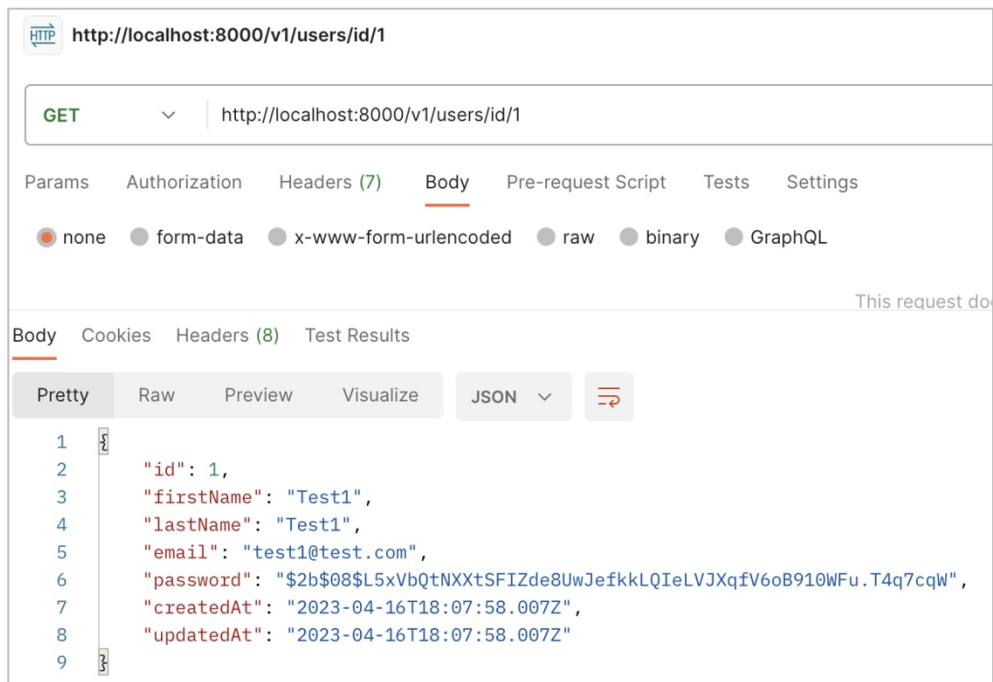 HTTP http://localhost:8000/v1/users/id/1
GET http://localhost:8000/v1/users/id/1
Params Authorization Headers (7) Body Pre-request Script Tests Settings
none form-data x-www-form-urlencoded raw binary GraphQL
This request do
Body Cookies Headers (8) Test Results
Pretty Raw Preview Visualize JSON
1 {
2 "id": 1,
3 "firstName": "Test1",
4 "lastName": "Test1",
5 "email": "test1@test.com",
6 "password": "$2b$08$L5xVbQtNXXtSFIZde8UwJefkkLQIeLVJXqfV6oB910WFu.T4q7cqW",
7 "createdAt": "2023-04-16T18:07:58.007Z",
8 "updatedAt": "2023-04-16T18:07:58.007Z"
9 }